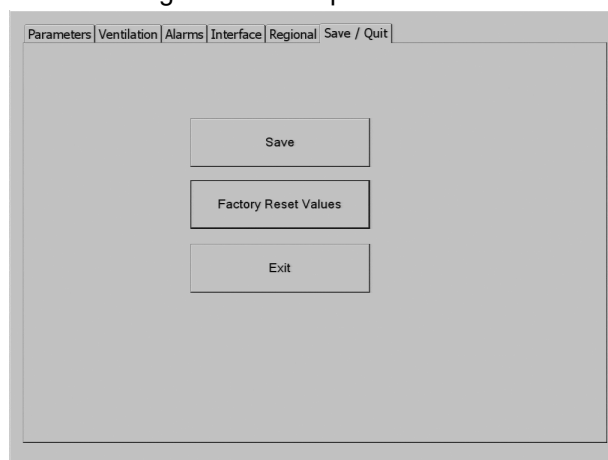 Parameters Ventilation Alarms Interface Regional Save / Quit
Save
Factory Reset Values
Exit